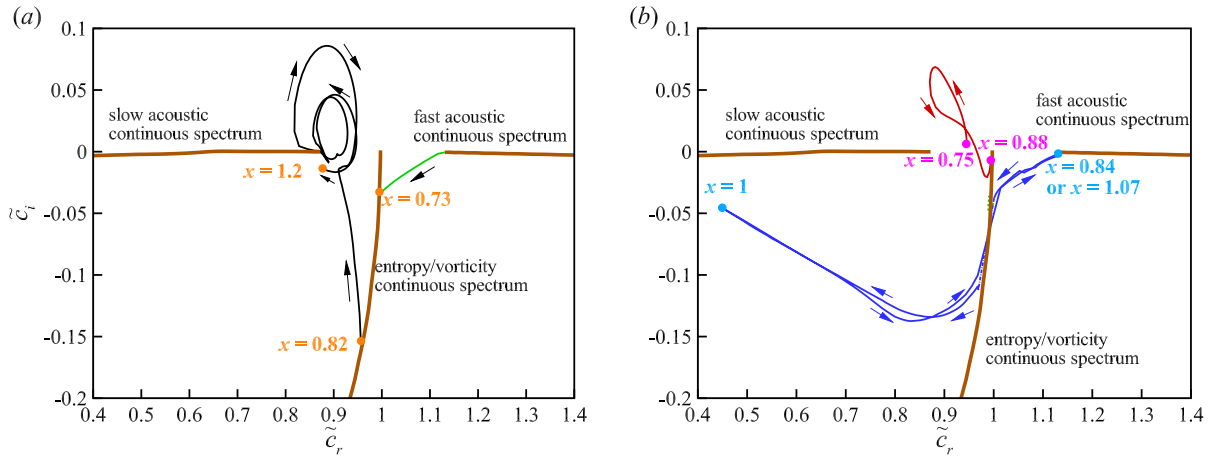 (a)
0.1
0.05
0
-0.05
-0.1
-0.15
-0.2
c̃i
slow acoustic
continuous spectrum
fast acoustic
continuous spectrum
x = 1.2
x = 0.73
entropy/vorticity
continuous spectrum
x = 0.82
0.4 0.5 0.6 0.7 0.8 0.9 1 1.1 1.2 1.3 1.4
c̃r
(b)
0.1
0.05
0
-0.05
-0.1
-0.15
-0.2
slow acoustic
continuous spectrum
fast acoustic
continuous spectrum
x = 0.88
x = 0.75
x = 0.84
or x = 1.07
x = 1
entropy/vorticity
continuous spectrum
0.4 0.5 0.6 0.7 0.8 0.9 1 1.1 1.2 1.3 1.4
c̃r